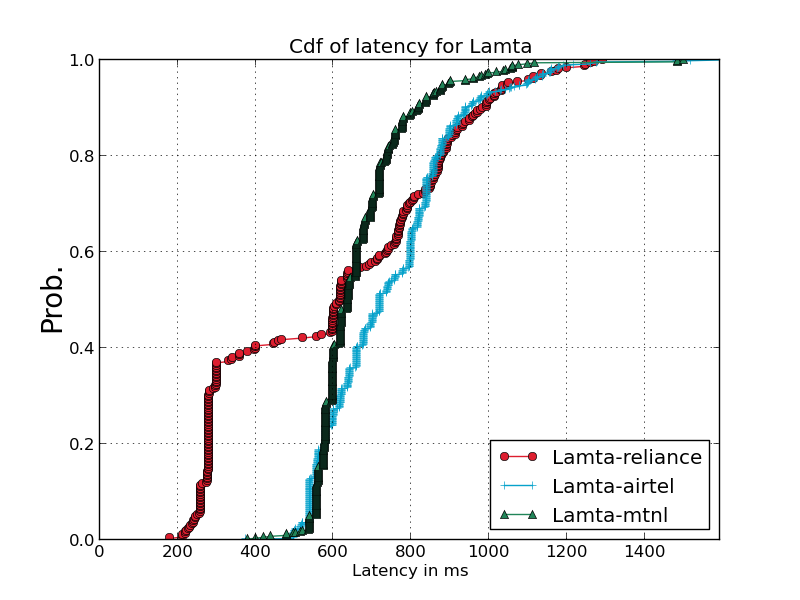 Cdf of latency for Lamta
1.0
0.8
0.6
0.4
0.2
0.0
Prob.
Lamta-reliance
Lamta-airtel
Lamta-mtnl
0 200 400 600 800 1000 1200 1400
Latency in ms